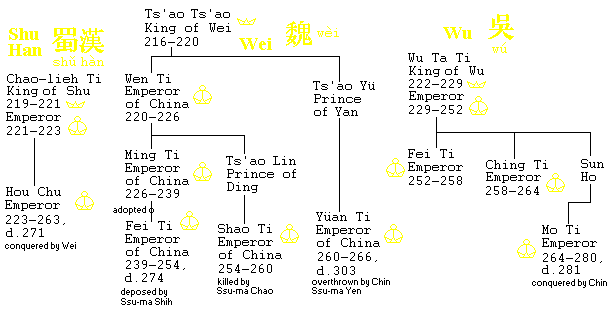 Shu
Han
蜀漢
shǔ hàn
Chao-lieh Ti
King of Shu
219-221
Emperor
221-223
Hou Chu
Emperor
223-263,
d.271
conquered by Wei
Ts'ao Ts'ao
King of Wei
216-220
Wei 魏 wèi
Wen Ti
Emperor
of China
220-226
Ts'ao Yü
Prince
of Yan
Ming Ti
Emperor
of China
226-239
Ts'ao Lin
Prince of
Ding
adopted
Fei Ti
Emperor
of China
239-254,
d.274
deposed by
Ssu-ma Shih
Shao Ti
Emperor
of China
254-260
killed by
Ssu-ma Chao
Yüan Ti
Emperor
of China
260-266,
d.303
overthrown by Chin
Ssu-ma Yen
Wu 吳
wú
Wu Ta Ti
King of Wu
222-229
Emperor
229-252
Fei Ti
Emperor
252-258
Ching Ti
Emperor
258-264
Sun
Ho
Mo Ti
Emperor
264-280,
d.281
conquered by Chin